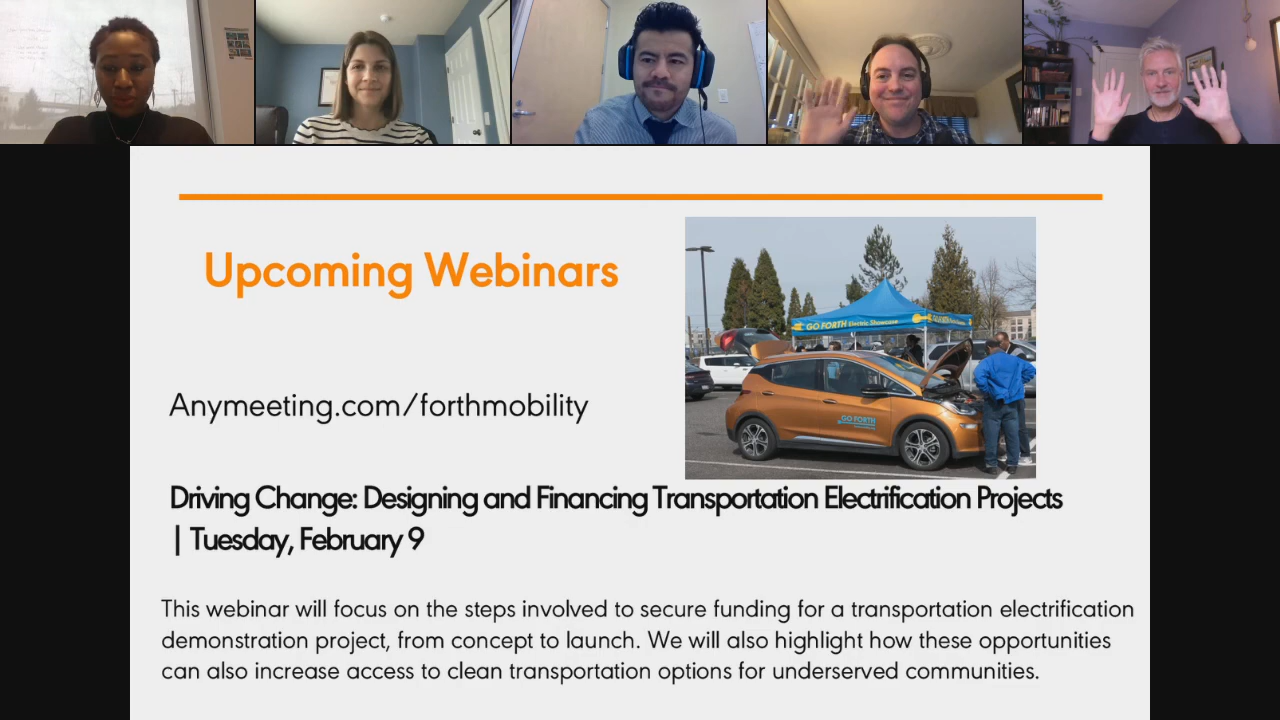 Upcoming Webinars
GO FORTH Electric Showcase
Anymeeting.com/forthmobility
GO FORTH
Driving Change: Designing and Financing Transportation Electrification Projects
| Tuesday, February 9
This webinar will focus on the steps involved to secure funding for a transportation electrification
demonstration project, from concept to launch. We will also highlight how these opportunities
can also increase access to clean transportation options for underserved communities.